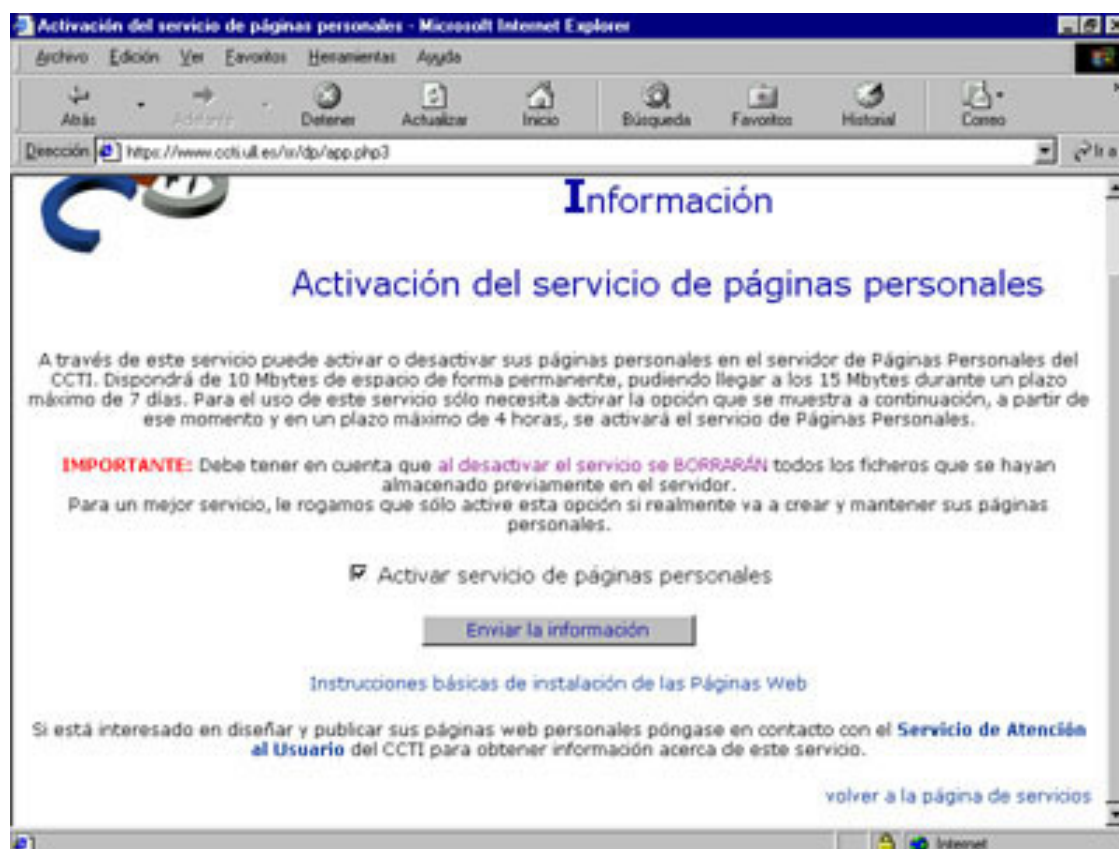 Activación del servicio de páginas personales - Microsoft Internet Explorer
Archivo Edición Ver Favoritos Herramientas Ayuda
Atrás Adelante Detener Actualizar Inicio Búsqueda Favoritos Historial Correo
Dirección https://www.ccti.ull.es/sr/dp/app.php3 Ir a
Información
Activación del servicio de páginas personales
A través de este servicio puede activar o desactivar sus páginas personales en el servidor de Páginas Personales del
CCTI. Dispondrá de 10 Mbytes de espacio de forma permanente, pudiendo llegar a los 15 Mbytes durante un plazo
máximo de 7 días. Para el uso de este servicio sólo necesita activar la opción que se muestra a continuación, a partir de
ese momento y en un plazo máximo de 4 horas, se activará el servicio de Páginas Personales.
IMPORTANTE: Debe tener en cuenta que al desactivar el servicio se BORRARÁN todos los ficheros que se hayan
almacenado previamente en el servidor.
Para un mejor servicio, le rogamos que sólo active esta opción si realmente va a crear y mantener sus páginas
personales.
Activar servicio de páginas personales
Enviar la información
Instrucciones básicas de instalación de las Páginas Web
Si está interesado en diseñar y publicar sus páginas web personales póngase en contacto con el Servicio de Atención
al Usuario del CCTI para obtener información acerca de este servicio.
volver a la página de servicios
Internet